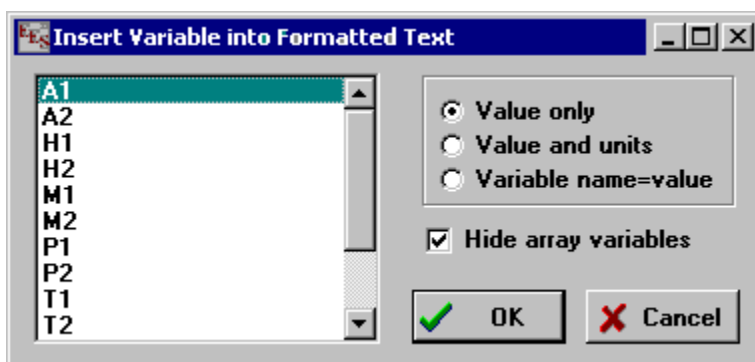 EES Insert Variable into Formatted Text
A1
A2
H1
H2
M1
M2
P1
P2
T1
T2
Value only
Value and units
Variable name=value
Hide array variables
OK
Cancel